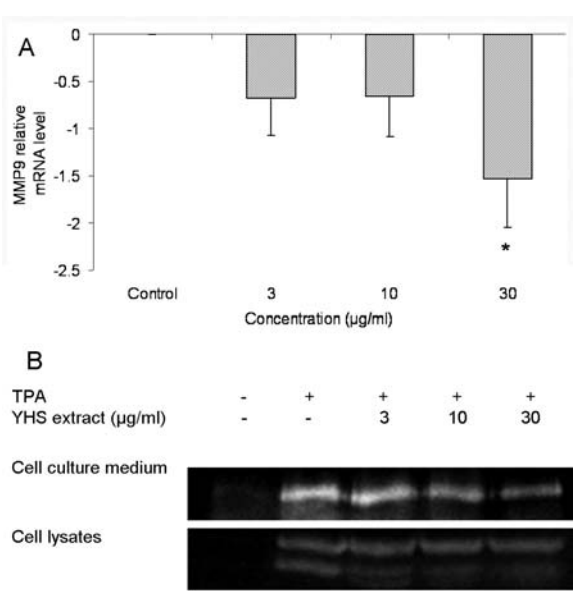 A
MMP9 relative
mRNA level
0
-0.5
-1
-1.5
-2
-2.5
*
Control 3 10 30
Concentration (µg/ml)
B
TPA - + + + +
YHS extract (µg/ml) - - 3 10 30
Cell culture medium
Cell lysates